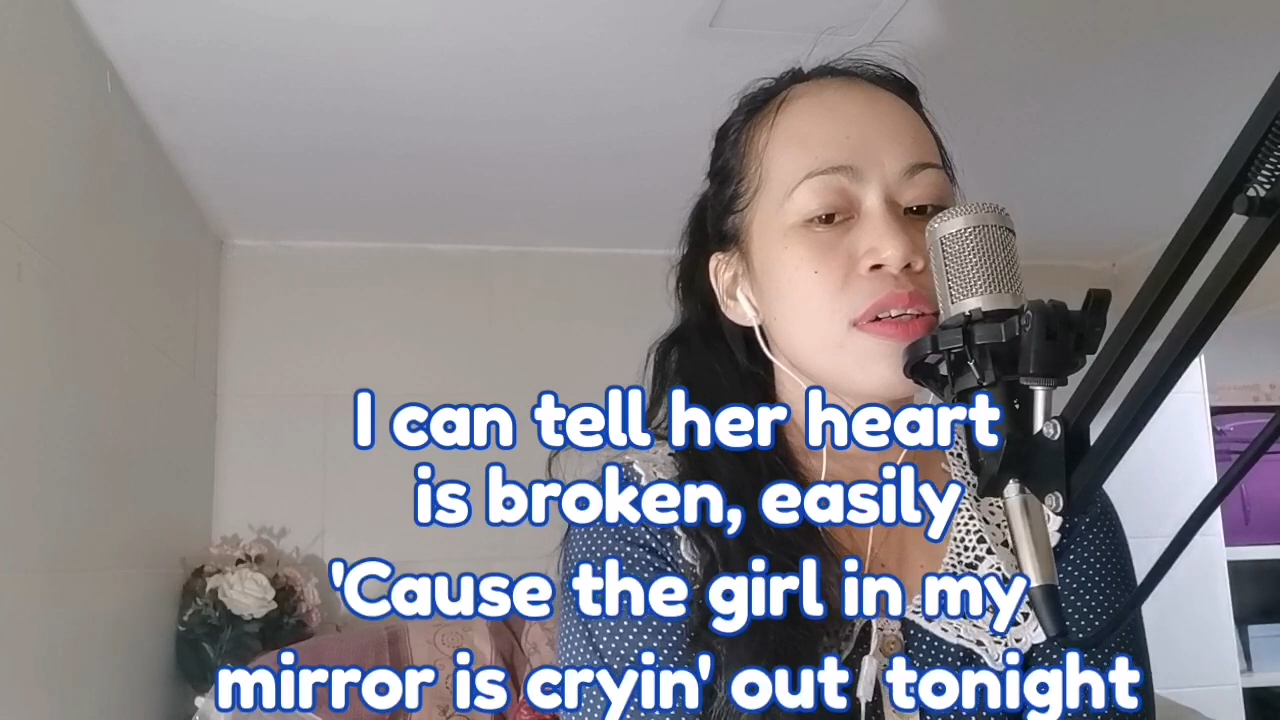 I can tell her heart
is broken, easily
'Cause the girl in my
mirror is cryin' out tonight